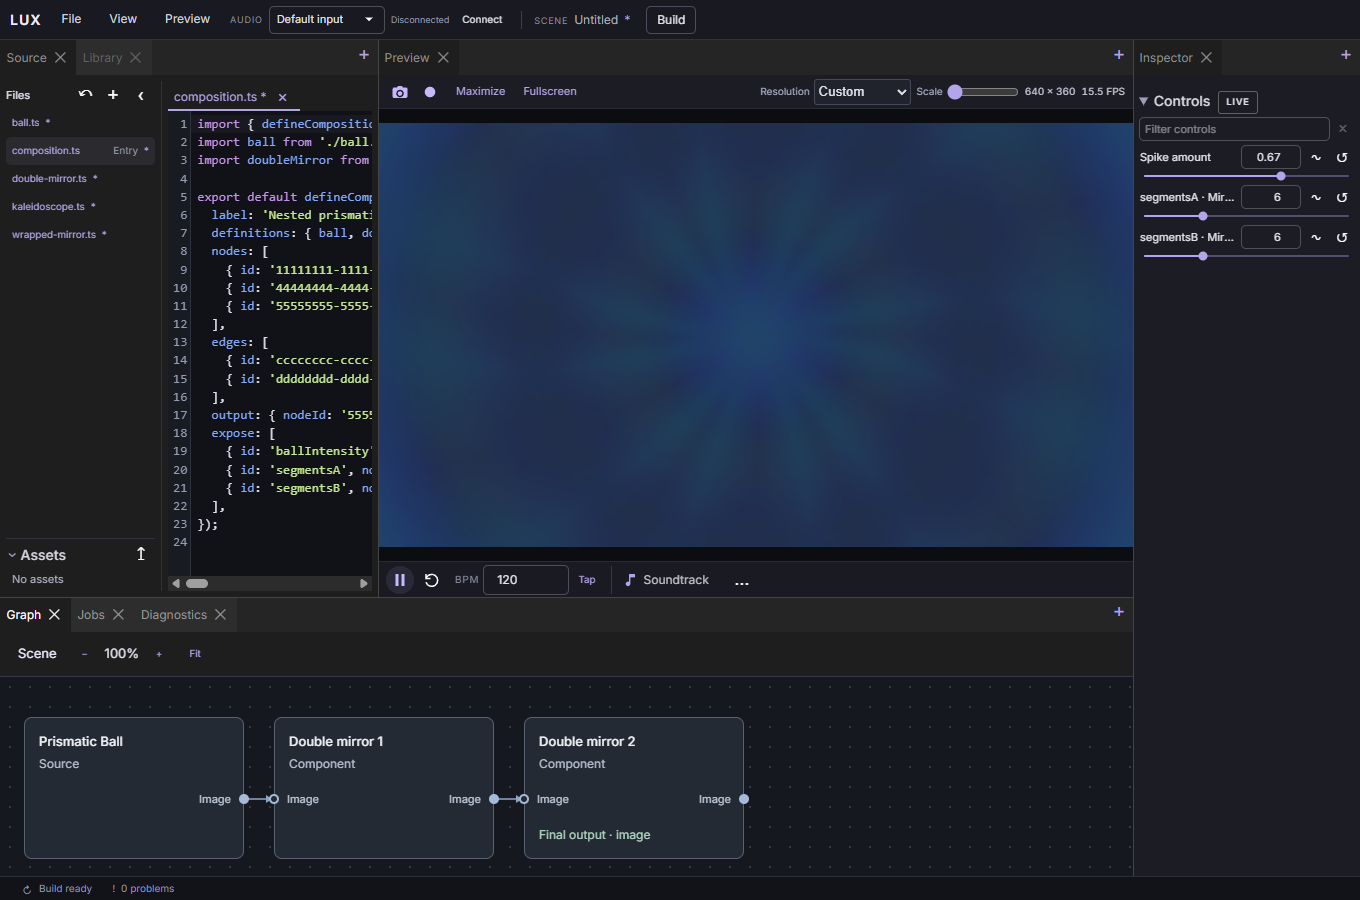 LUX File View Preview AUDIO Default input Disconnected Connect SCENE Untitled * Build
Source Library
Files
ball.ts *
composition.ts Entry *
double-mirror.ts *
kaleidoscope.ts *
wrapped-mirror.ts *
Assets
No assets
composition.ts *
1 import { defineCompositio
2 import ball from './ball.
3 import doubleMirror from
4
5 export default defineComp
6 label: 'Nested prismati
7 definitions: { ball, do
8 nodes: [
9 { id: '11111111-1111-
10 { id: '44444444-4444-
11 { id: '55555555-5555-
12 ],
13 edges: [
14 { id: 'cccccccc-cccc-
15 { id: 'dddddddd-dddd-
16 ],
17 output: { nodeId: '5555
18 expose: [
19 { id: 'ballIntensity'
20 { id: 'segmentsA', no
21 { id: 'segmentsB', no
22 ],
23 });
24
Preview
Maximize Fullscreen Resolution Custom Scale 640 × 360 15.5 FPS
BPM 120 Tap Soundtrack ...
Inspector
Controls LIVE
Filter controls
Spike amount 0.67
segmentsA · Mir... 6
segmentsB · Mir... 6
Graph Jobs Diagnostics
Scene − 100% + Fit
Prismatic Ball
Source
Image
Double mirror 1
Component
Image Image
Double mirror 2
Component
Image Image
Final output · image
Build ready ! 0 problems